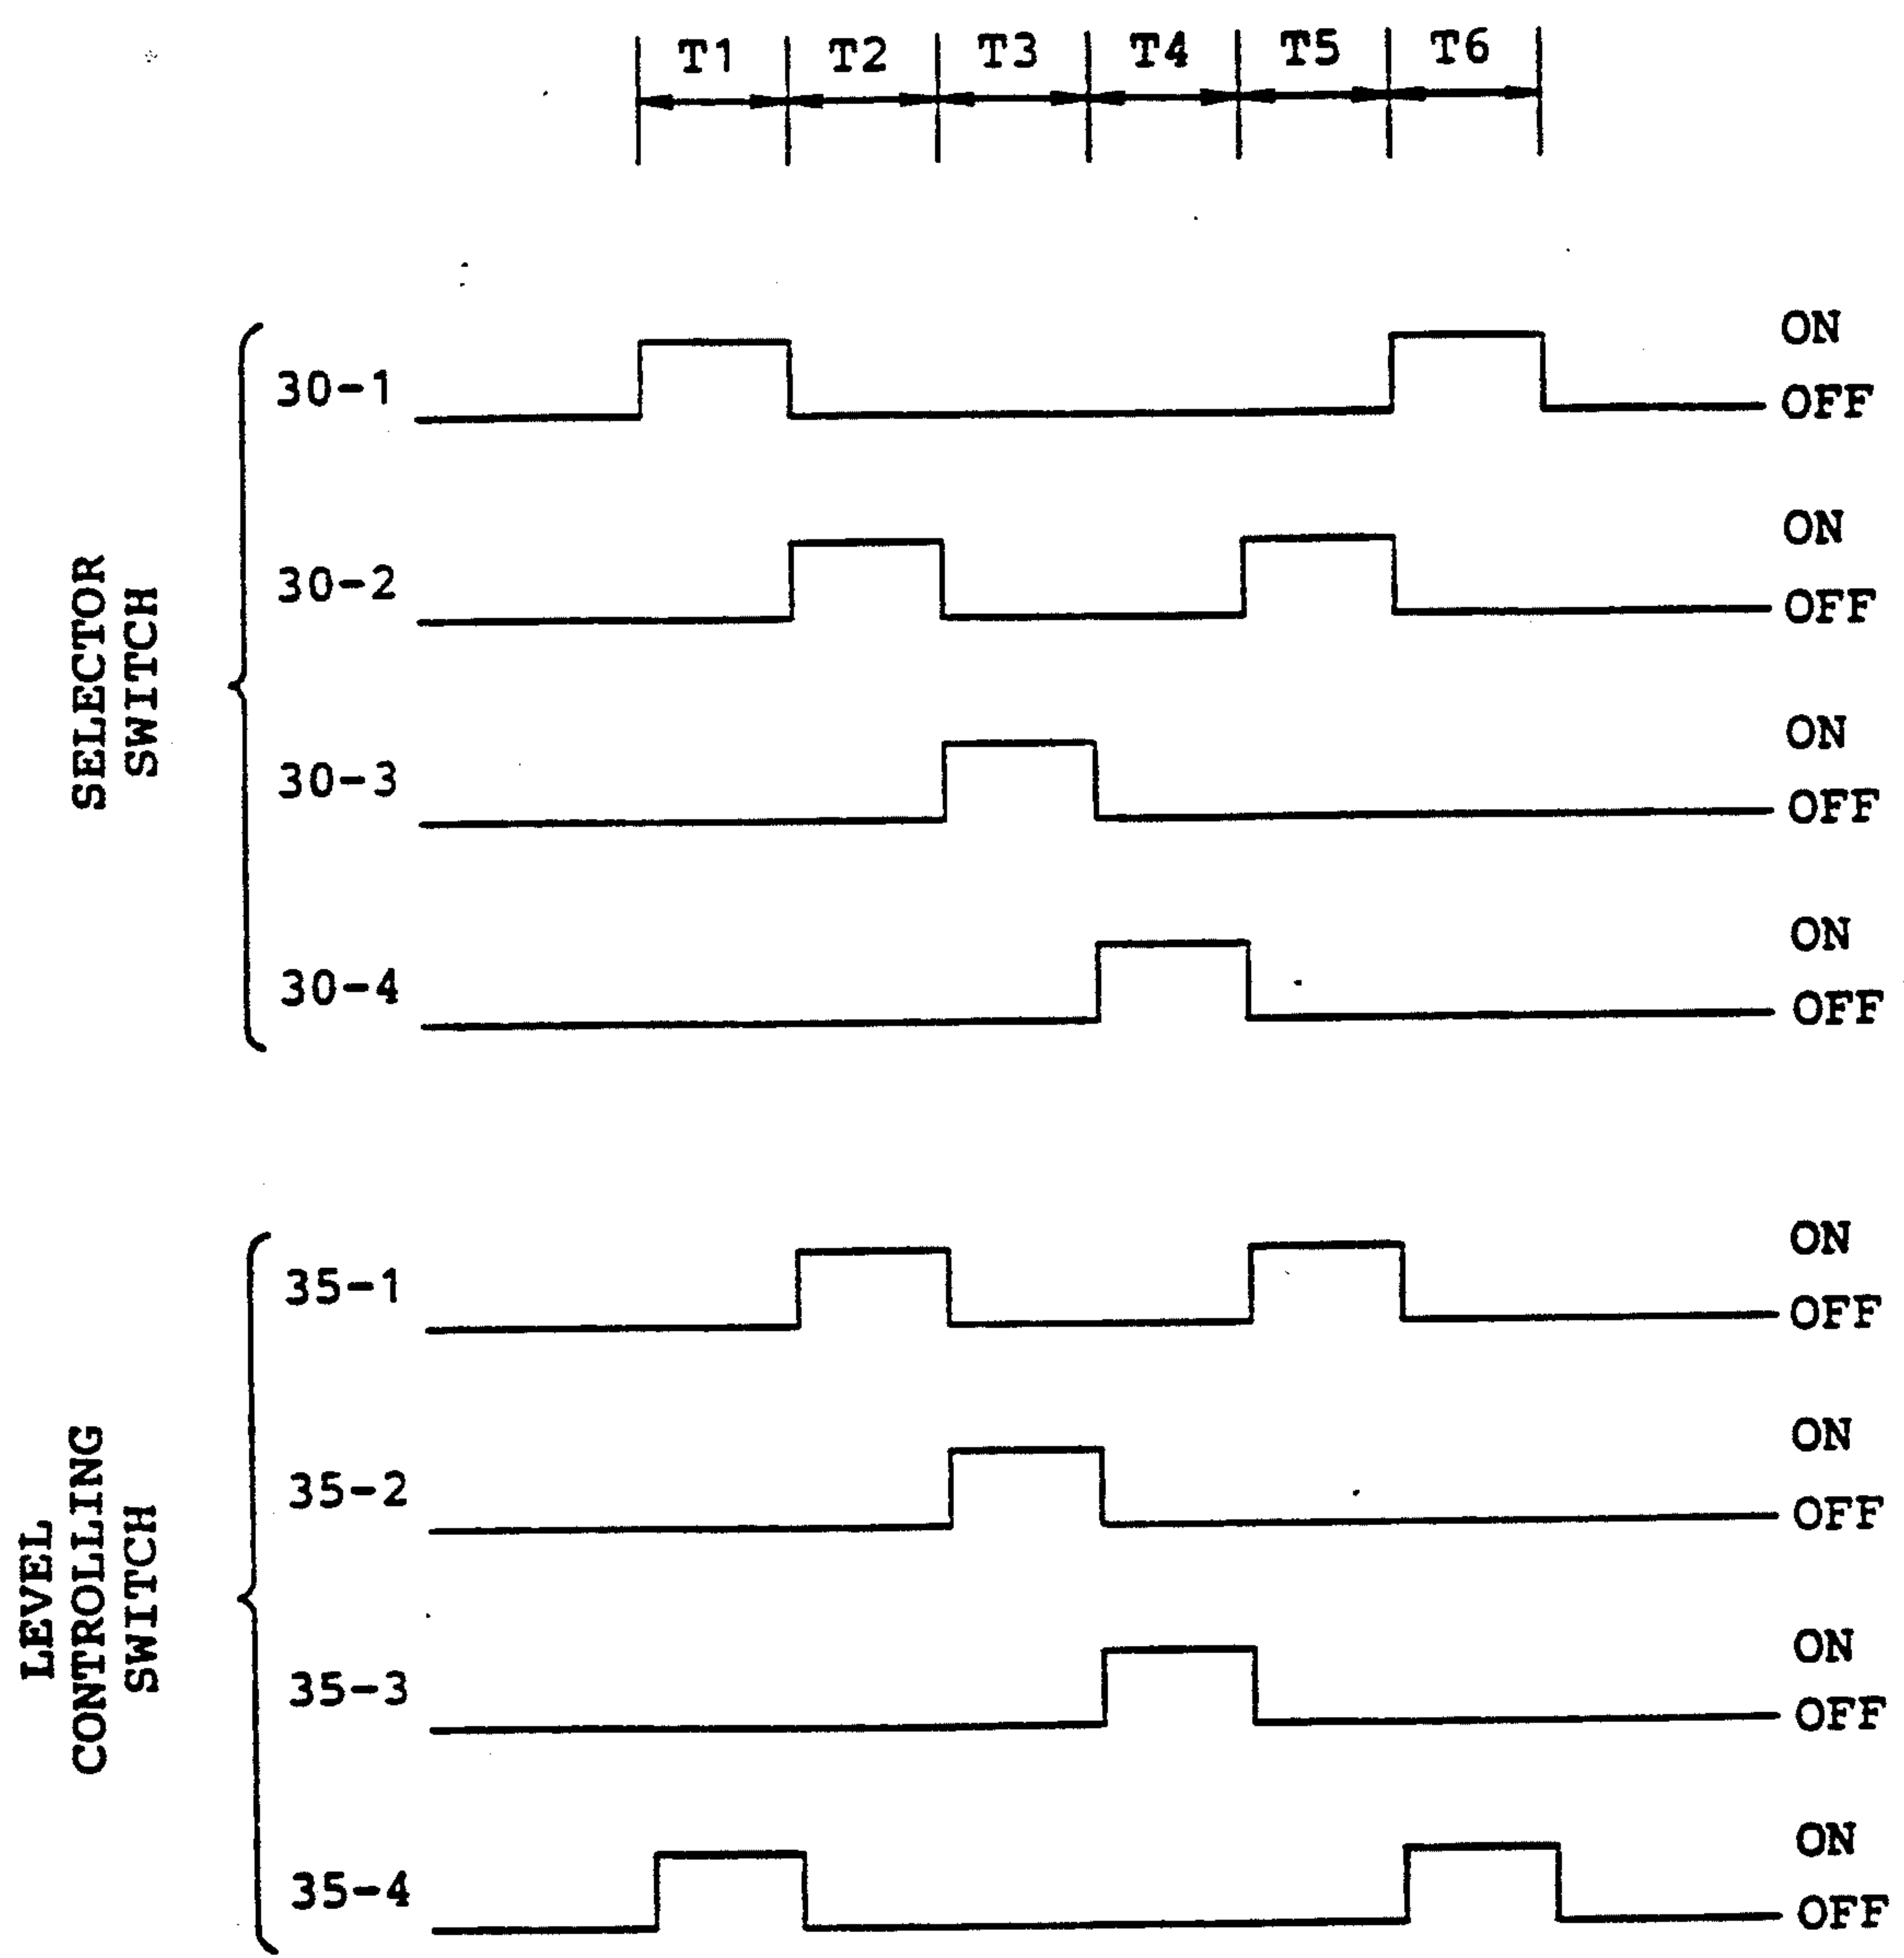 T1 T2 T3 T4 T5 T6
SELECTOR
SWITCH
30-1 ON
OFF
30-2 ON
OFF
30-3 ON
OFF
30-4 ON
OFF
LEVEL
CONTROLLING
SWITCH
35-1 ON
OFF
35-2 ON
OFF
35-3 ON
OFF
35-4 ON
OFF